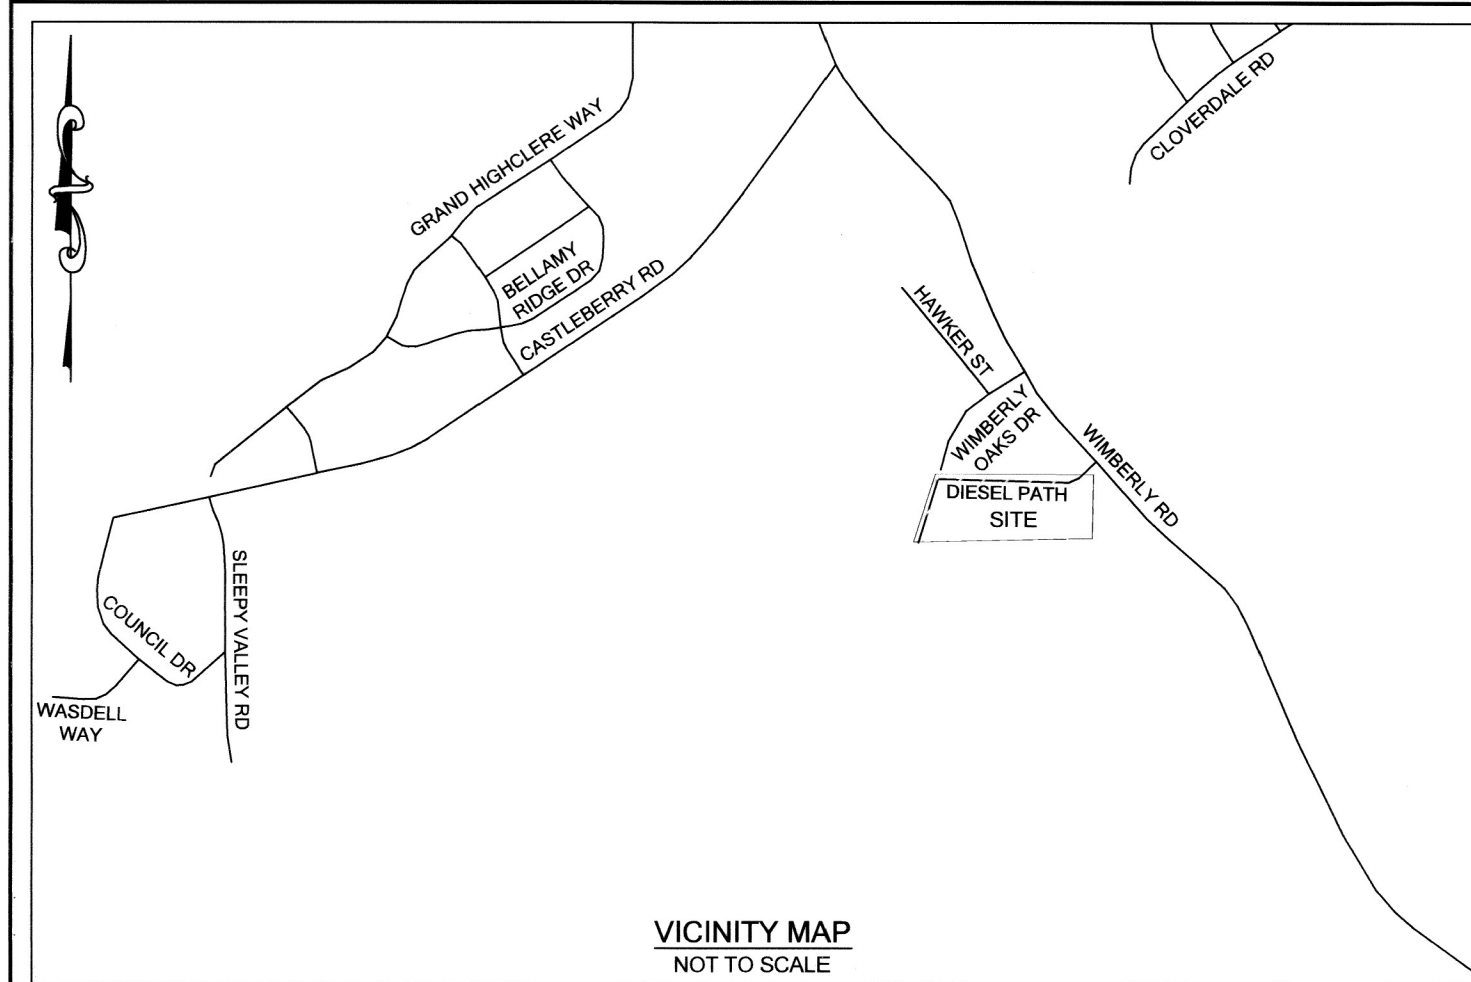 GRAND HIGHCLERE WAY
CLOVERDALE RD
BELLAMY
RIDGE DR
CASTLEBERRY RD
HAWKER ST
WIMBERLY
OAKS DR
WIMBERLY RD
DIESEL PATH
SITE
SLEEPY VALLEY RD
COUNCIL DR
WASDELL
WAY
VICINITY MAP
NOT TO SCALE